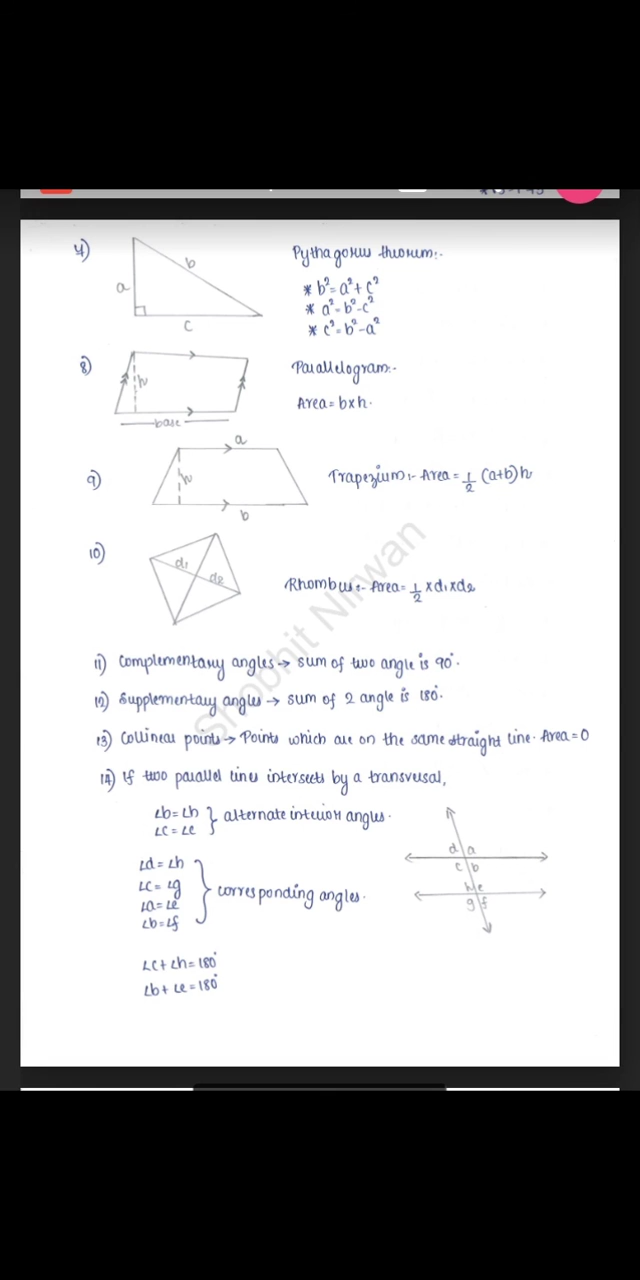 4)
a
b
c
Pythagorus theorum:-
* b² = a² + c²
* a² = b² - c²
* c² = b² - a²
8)
h
base
Parallelogram:-
Area = b x h.
9)
a
h
b
Trapezium:- Area = 1/2 (a+b) h
10)
d1
d2
Rhombus:- Area = 1/2 x d1 x d2
Shobhit Nirwan
11) Complementary angles → sum of two angle is 90°.
12) Supplementary angles → sum of 2 angle is 180°.
13) Collinear points → Points which are on the same straight line. Area = 0
14) If two parallel lines intersects by a transversal,
∠b = ∠h
∠c = ∠e
} alternate interior angles.
∠d = ∠h
∠c = ∠g
∠a = ∠e
∠b = ∠f
} corresponding angles.
d a
c b
h e
g f
∠c + ∠h = 180°
∠b + ∠e = 180°